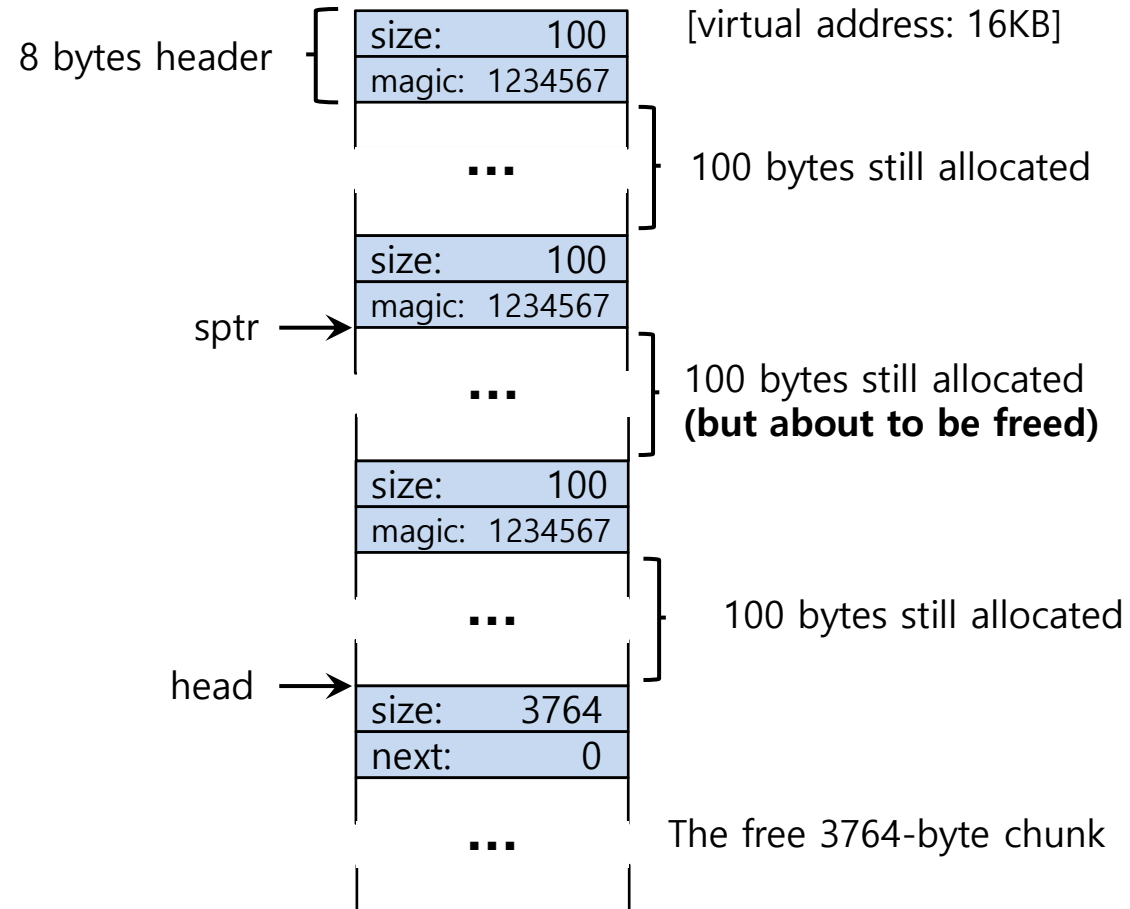 [virtual address: 16KB]
8 bytes header
size: 100
magic: 1234567
...
100 bytes still allocated
size: 100
magic: 1234567
sptr
...
100 bytes still allocated
(but about to be freed)
size: 100
magic: 1234567
...
100 bytes still allocated
head
size: 3764
next: 0
...
The free 3764-byte chunk